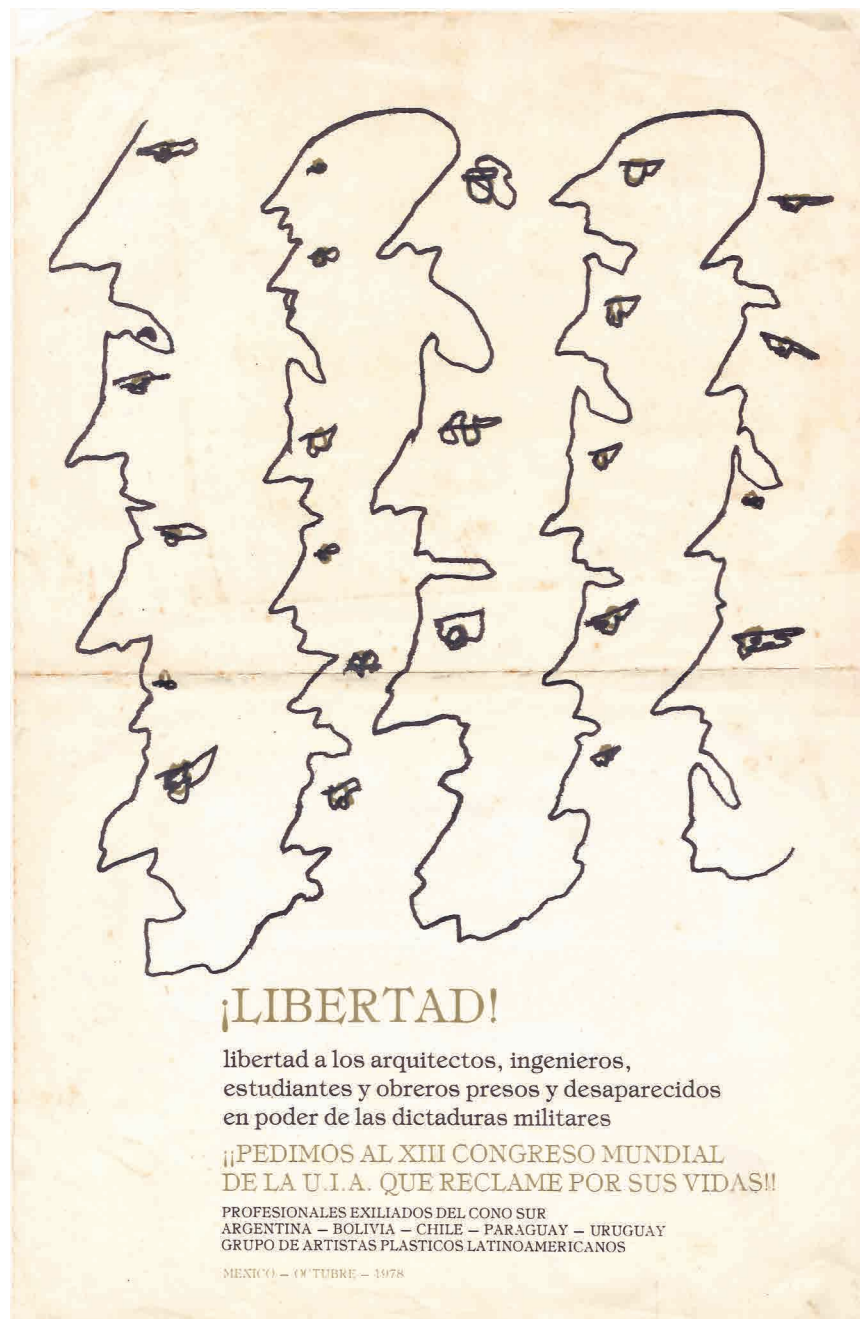 ¡LIBERTAD!
libertad a los arquitectos, ingenieros,
estudiantes y obreros presos y desaparecidos
en poder de las dictaduras militares
¡¡PEDIMOS AL XIII CONGRESO MUNDIAL
DE LA U.I.A. QUE RECLAME POR SUS VIDAS!!
PROFESIONALES EXILIADOS DEL CONO SUR
ARGENTINA – BOLIVIA – CHILE – PARAGUAY – URUGUAY
GRUPO DE ARTISTAS PLASTICOS LATINOAMERICANOS
MEXICO – OCTUBRE – 1978